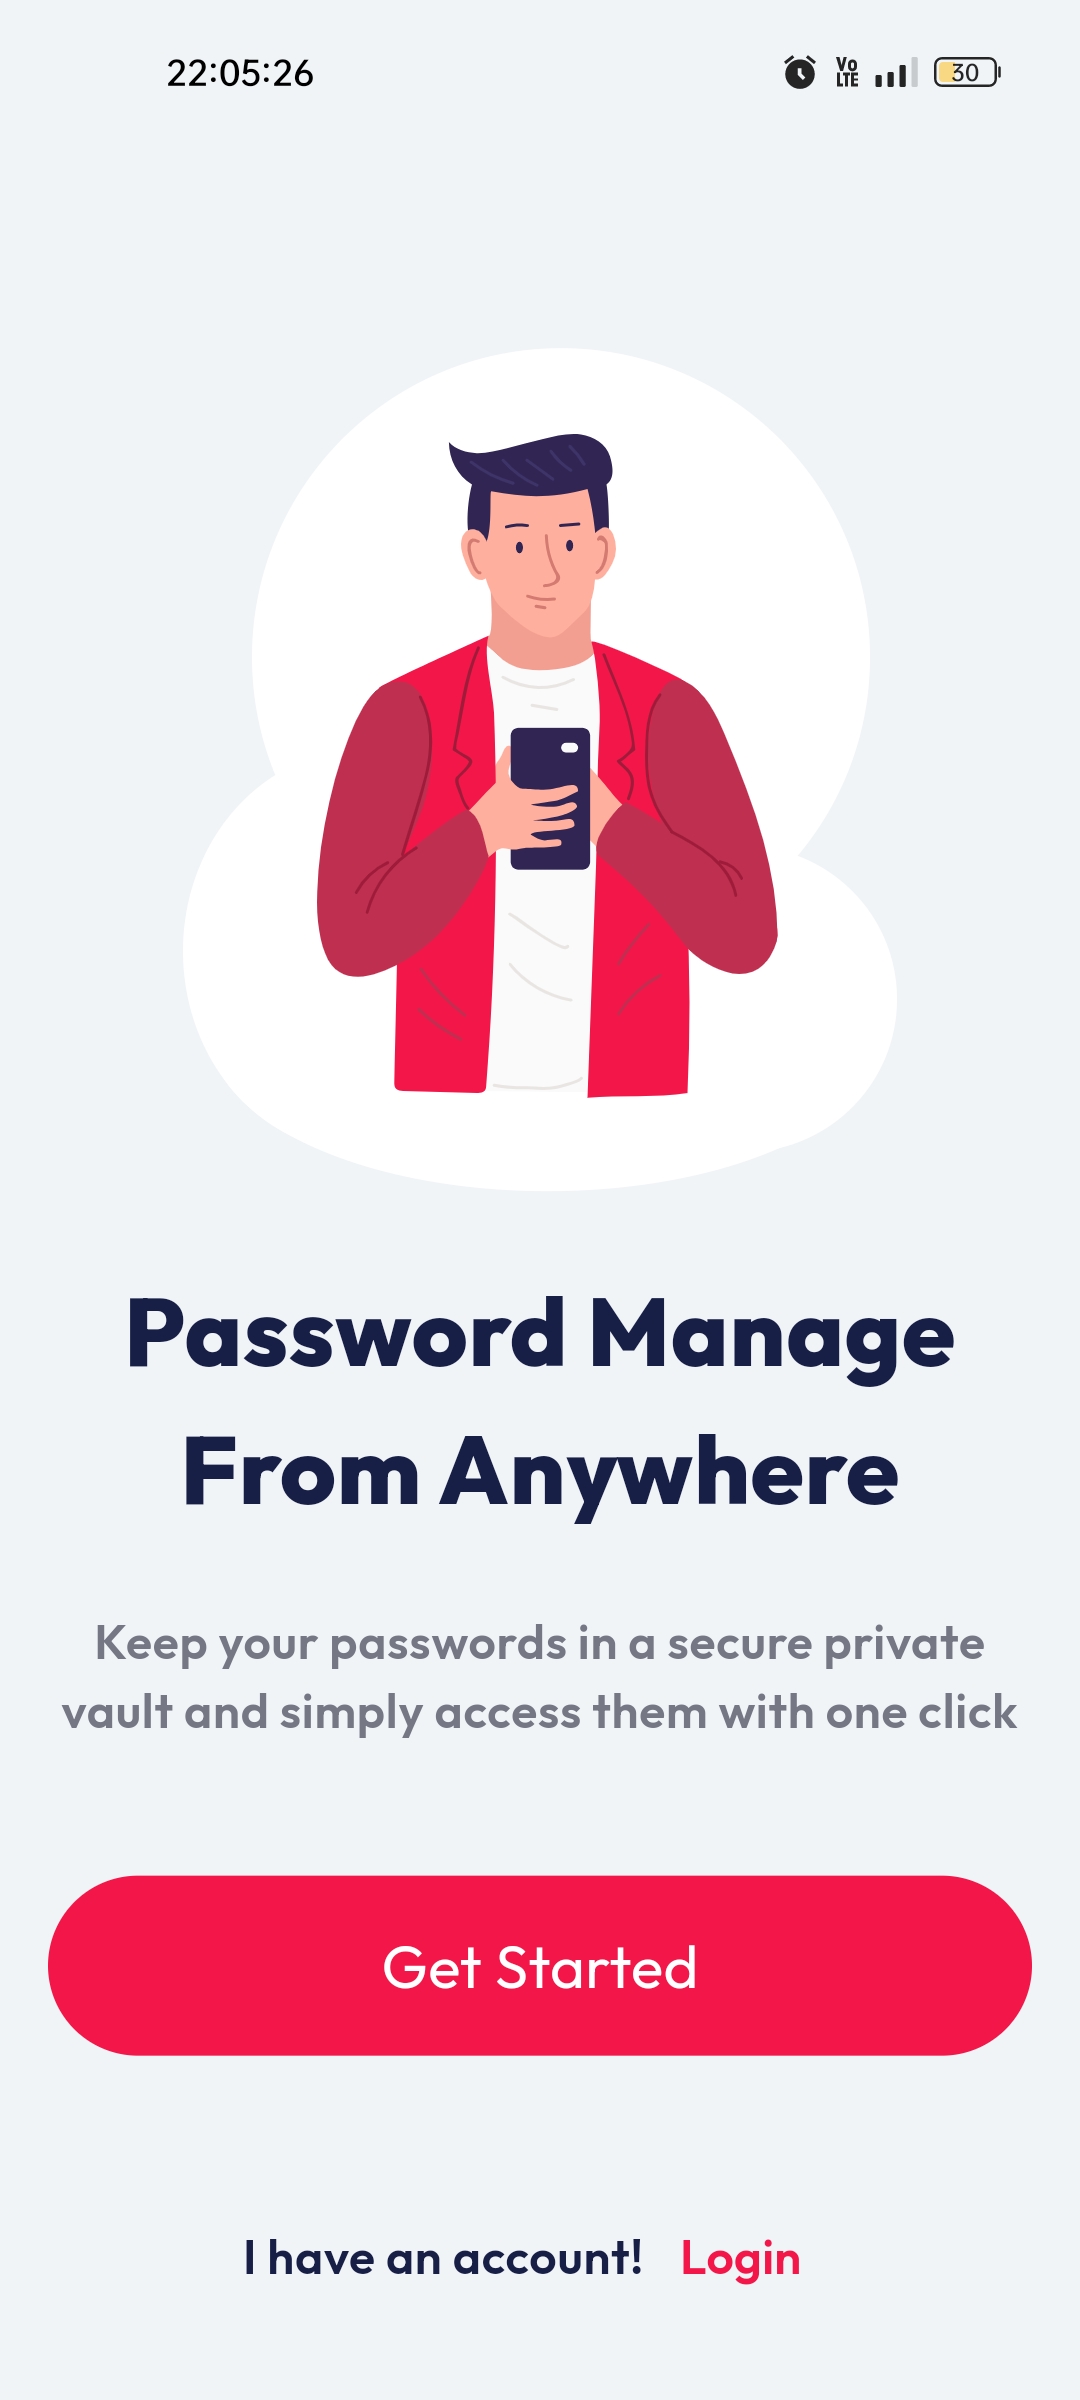 22:05:26
Vo
LTE
30
Password Manage
From Anywhere
Keep your passwords in a secure private
vault and simply access them with one click
Get Started
I have an account! Login